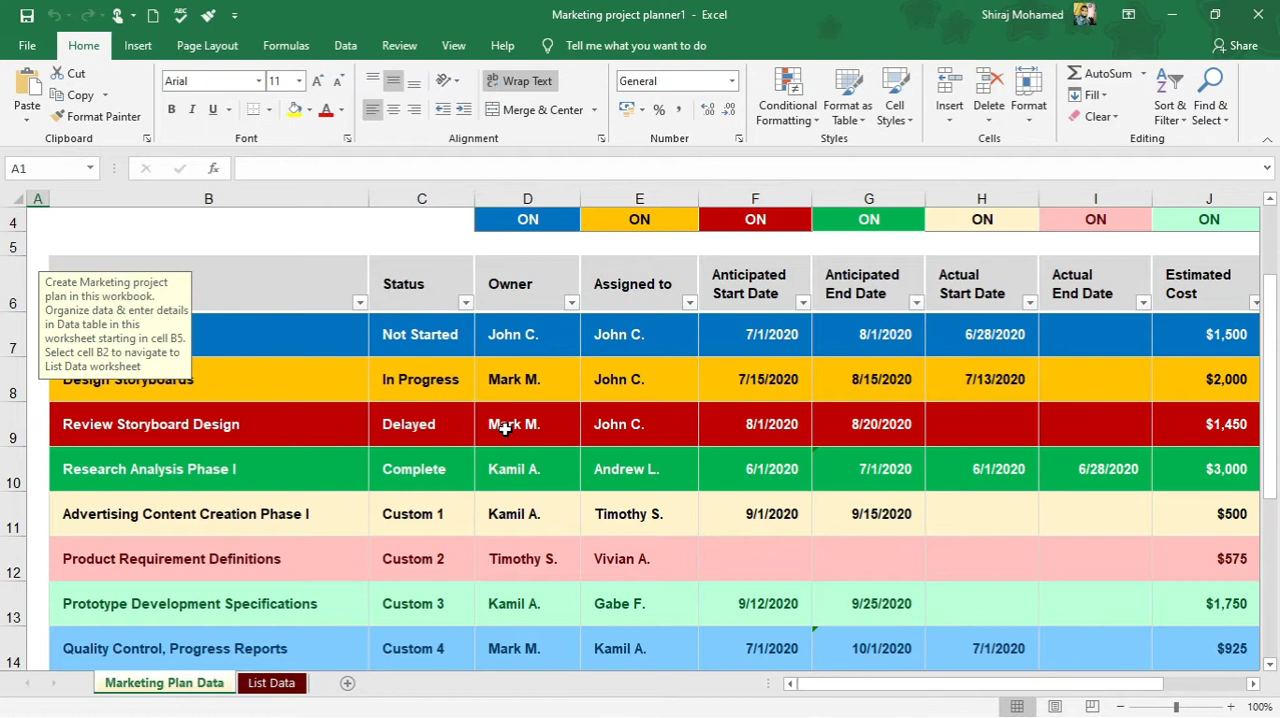 Marketing project planner1 - Excel
Shiraj Mohamed
File Home Insert Page Layout Formulas Data Review View Help Tell me what you want to do Share
Paste
Cut
Copy
Format Painter
Clipboard
Arial 11
B I U
Font
Wrap Text
Merge & Center
Alignment
General
Number
Conditional Formatting
Format as Table
Cell Styles
Styles
Insert Delete Format
Cells
AutoSum
Fill
Clear
Sort & Filter
Find & Select
Editing
A1 fx
A B C D E F G H I J
4 ON ON ON ON ON ON ON
5
6 Status Owner Assigned to Anticipated Start Date Anticipated End Date Actual Start Date Actual End Date Estimated Cost
Create Marketing project
plan in this workbook.
Organize data & enter details
in Data table in this
worksheet starting in cell B5.
Select cell B2 to navigate to
List Data worksheet
7 Not Started John C. John C. 7/1/2020 8/1/2020 6/28/2020 $1,500
8 Design Storyboards In Progress Mark M. John C. 7/15/2020 8/15/2020 7/13/2020 $2,000
9 Review Storyboard Design Delayed Mark M. John C. 8/1/2020 8/20/2020 $1,450
10 Research Analysis Phase I Complete Kamil A. Andrew L. 6/1/2020 7/1/2020 6/1/2020 6/28/2020 $3,000
11 Advertising Content Creation Phase I Custom 1 Kamil A. Timothy S. 9/1/2020 9/15/2020 $500
12 Product Requirement Definitions Custom 2 Timothy S. Vivian A. $575
13 Prototype Development Specifications Custom 3 Kamil A. Gabe F. 9/12/2020 9/25/2020 $1,750
14 Quality Control, Progress Reports Custom 4 Mark M. Kamil A. 7/1/2020 10/1/2020 7/1/2020 $925
Marketing Plan Data List Data
100%